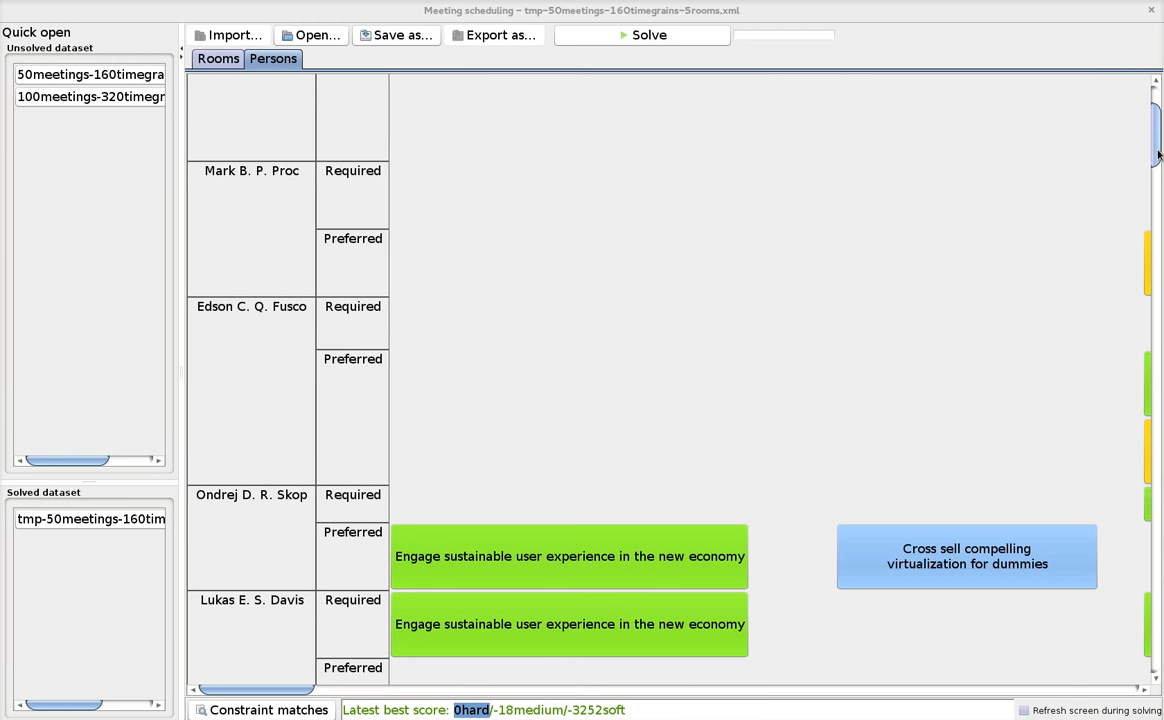 Meeting scheduling - tmp-50meetings-160timegrains-5rooms.xml
Quick open
Unsolved dataset
50meetings-160timegra
100meetings-320timegr
Solved dataset
tmp-50meetings-160tim
Import...
Open...
Save as...
Export as...
Solve
Rooms
Persons
Mark B. P. Proc
Required
Preferred
Edson C. Q. Fusco
Required
Preferred
Ondrej D. R. Skop
Required
Preferred
Engage sustainable user experience in the new economy
Cross sell compelling
virtualization for dummies
Lukas E. S. Davis
Required
Engage sustainable user experience in the new economy
Preferred
Constraint matches
Latest best score: 0hard/-18medium/-3252soft
Refresh screen during solving